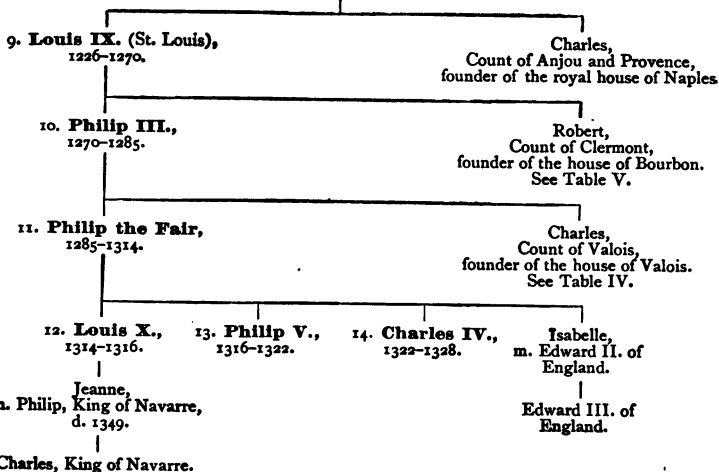 9. Louis IX. (St. Louis),
1226–1270.
Charles,
Count of Anjou and Provence,
founder of the royal house of Naples
10. Philip III.,
1270–1285.
Robert,
Count of Clermont,
founder of the house of Bourbon.
See Table V.
11. Philip the Fair,
1285–1314.
Charles,
Count of Valois,
founder of the house of Valois.
See Table IV.
12. Louis X.,
1314–1316.
13. Philip V.,
1316–1322.
14. Charles IV.,
1322–1328.
Isabelle,
m. Edward II. of
England.
Jeanne,
m. Philip, King of Navarre,
d. 1349.
Edward III. of
England.
Charles, King of Navarre.